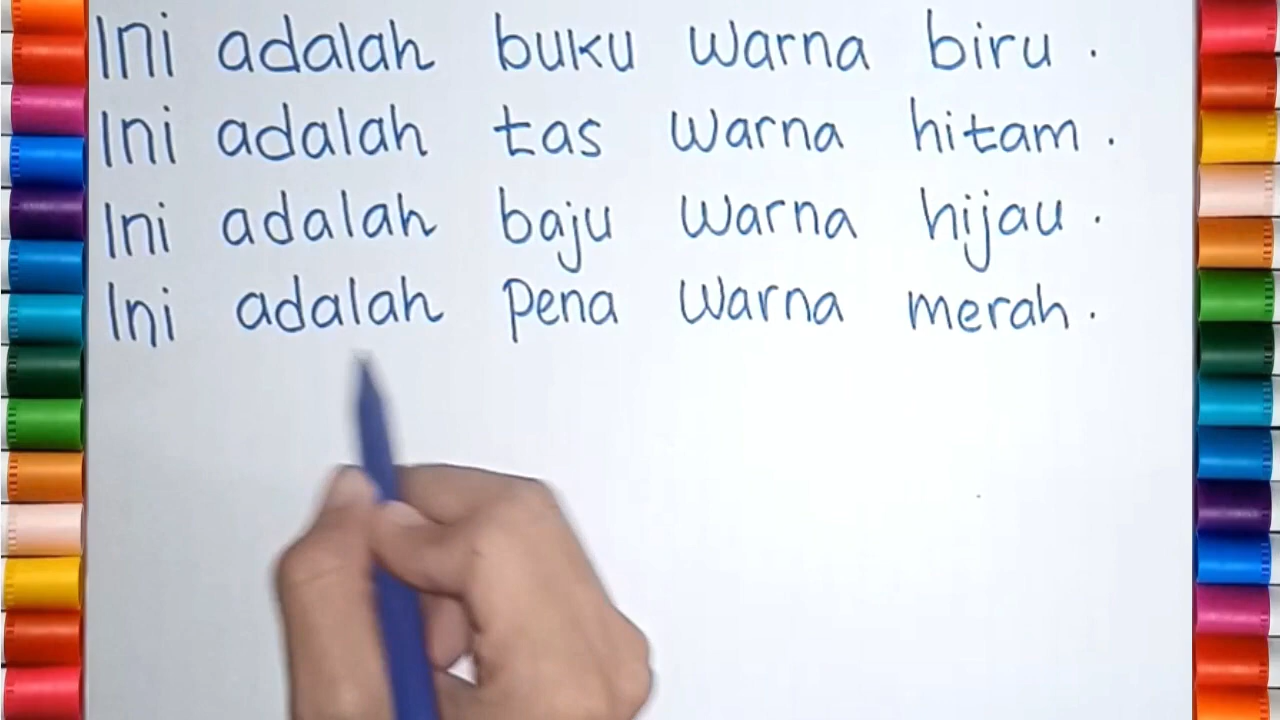 Ini adalah buku warna biru.
Ini adalah tas warna hitam.
Ini adalah baju warna hijau.
Ini adalah pena warna merah.